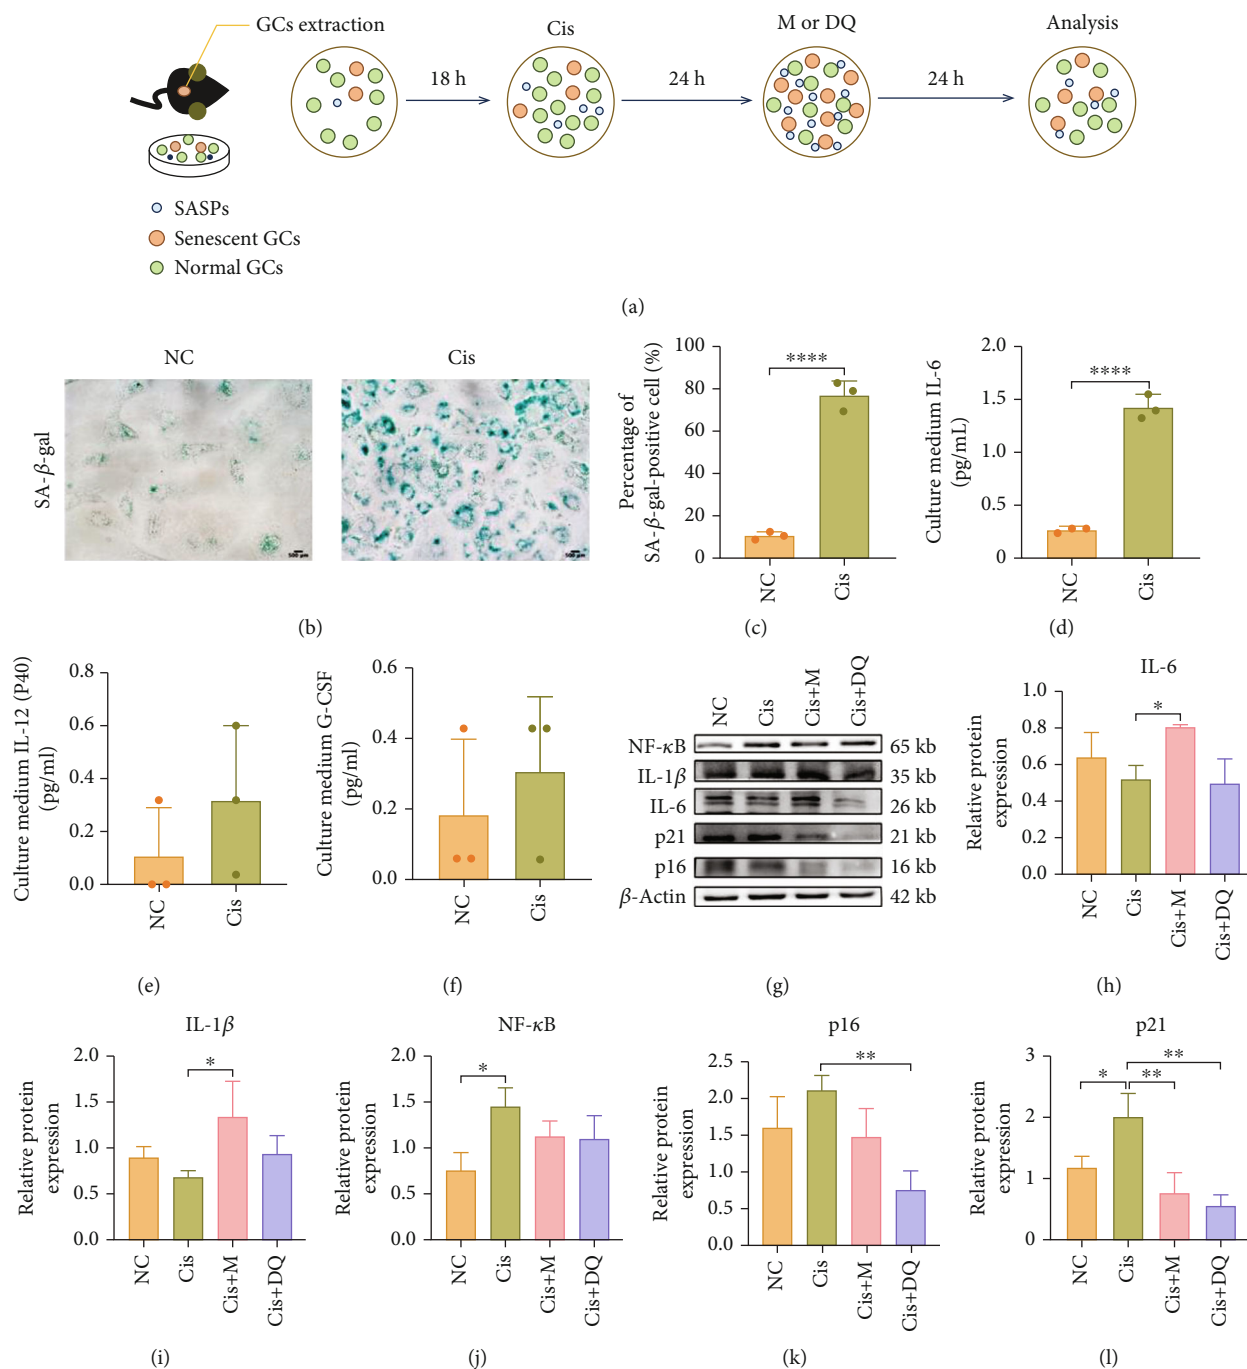 GCs extraction
Cis
M or DQ
Analysis
18 h
24 h
24 h
SASPs
Senescent GCs
Normal GCs
(a)
NC
Cis
SA-β-gal
500 μm
500 μm
(b)
Percentage of
SA-β-gal-positive cell (%)
100
80
60
40
20
0
****
NC
Cis
(c)
Culture medium IL-6
(pg/mL)
2.0
1.5
1.0
0.5
0.0
****
NC
Cis
(d)
Culture medium IL-12 (P40)
(pg/ml)
0.8
0.6
0.4
0.2
0.0
NC
Cis
(e)
Culture medium G-CSF
(pg/ml)
0.6
0.4
0.2
0.0
NC
Cis
(f)
NC
Cis
Cis+M
Cis+DQ
NF-κB
65 kb
IL-1β
35 kb
IL-6
26 kb
p21
21 kb
p16
16 kb
β-Actin
42 kb
(g)
IL-6
Relative protein
expression
0.8
0.6
0.4
0.2
0.0
*
NC
Cis
Cis+M
Cis+DQ
(h)
IL-1β
Relative protein
expression
2.0
1.5
1.0
0.5
0.0
*
NC
Cis
Cis+M
Cis+DQ
(i)
NF-κB
Relative protein
expression
2.0
1.5
1.0
0.5
0.0
*
NC
Cis
Cis+M
Cis+DQ
(j)
p16
Relative protein
expression
2.5
2.0
1.5
1.0
0.5
0.0
**
NC
Cis
Cis+M
Cis+DQ
(k)
p21
Relative protein
expression
3
2
1
0
*
**
**
NC
Cis
Cis+M
Cis+DQ
(l)